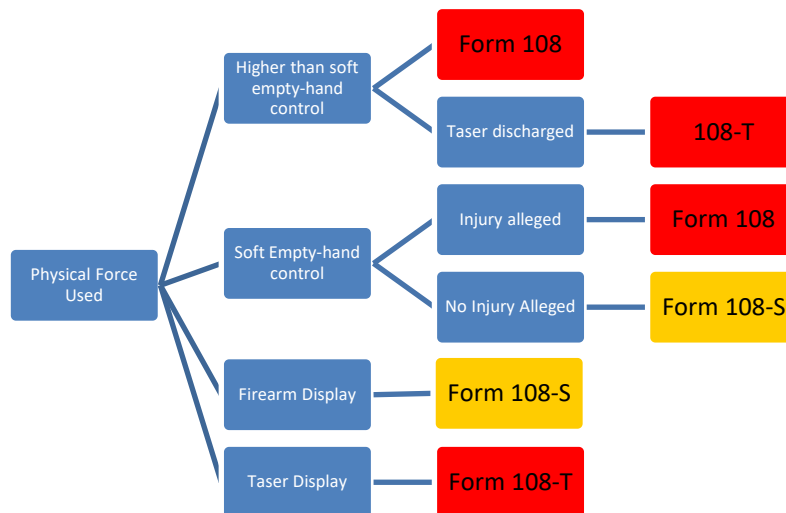 Physical Force
Used
Higher than soft
empty-hand
control
Form 108
Taser discharged
108-T
Soft Empty-hand
control
Injury alleged
Form 108
No Injury Alleged
Form 108-S
Firearm Display
Form 108-S
Taser Display
Form 108-T